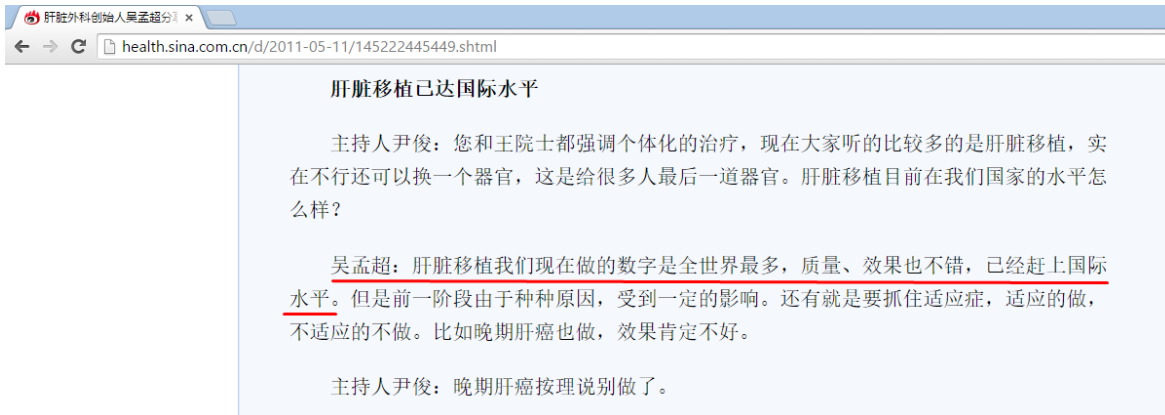 肝脏外科创始人吴孟超分
health.sina.com.cn/d/2011-05-11/145222445449.shtml
肝脏移植已达国际水平
主持人尹俊：您和王院士都强调个体化的治疗，现在大家听的比较多的是肝脏移植，实
在不行还可以换一个器官，这是给很多人最后一道器官。肝脏移植目前在我们国家的水平怎
么样？
吴孟超：肝脏移植我们现在做的数字是全世界最多，质量、效果也不错，已经赶上国际
水平。但是前一阶段由于种种原因，受到一定的影响。还有就是要抓住适应症，适应的做，
不适应的不做。比如晚期肝癌也做，效果肯定不好。
主持人尹俊：晚期肝癌按理说别做了。